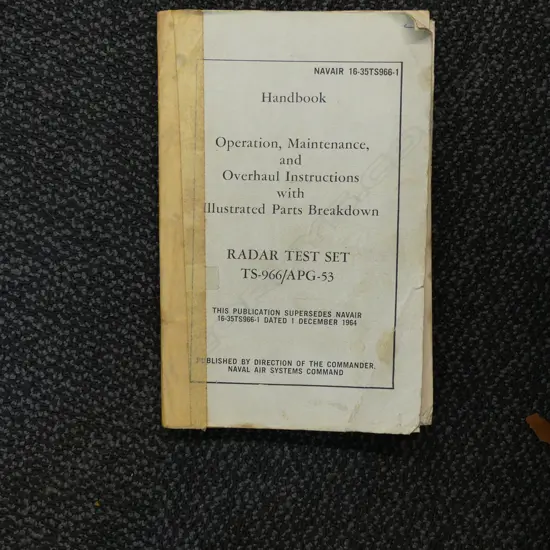 NAVAIR 16-35TS966-1
Handbook
Operation, Maintenance,
and
Overhaul Instructions
with
Illustrated Parts Breakdown
RADAR TEST SET
TS-966/APG-53
THIS PUBLICATION SUPERSEDES NAVAIR
16-35TS966-1 DATED 1 DECEMBER 1964
PUBLISHED BY DIRECTION OF THE COMMANDER,
NAVAL AIR SYSTEMS COMMAND